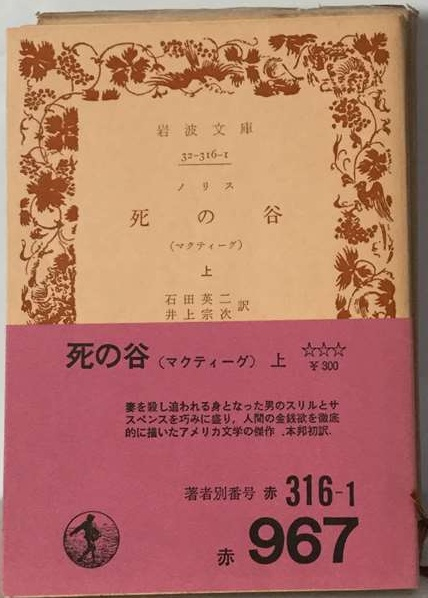 岩波文庫
32-316-1
ノリス
死の谷
(マクティーグ)
上
石田英二
井上宗次 訳
死の谷 (マクティーグ) 上 ☆☆☆
￥300
妻を殺し追われる身となった男のスリルとサ
スペンスを巧みに盛り，人間の金銭欲を徹底
的に描いたアメリカ文学の傑作．本邦初訳．
著者別番号 赤 316-1
赤 967